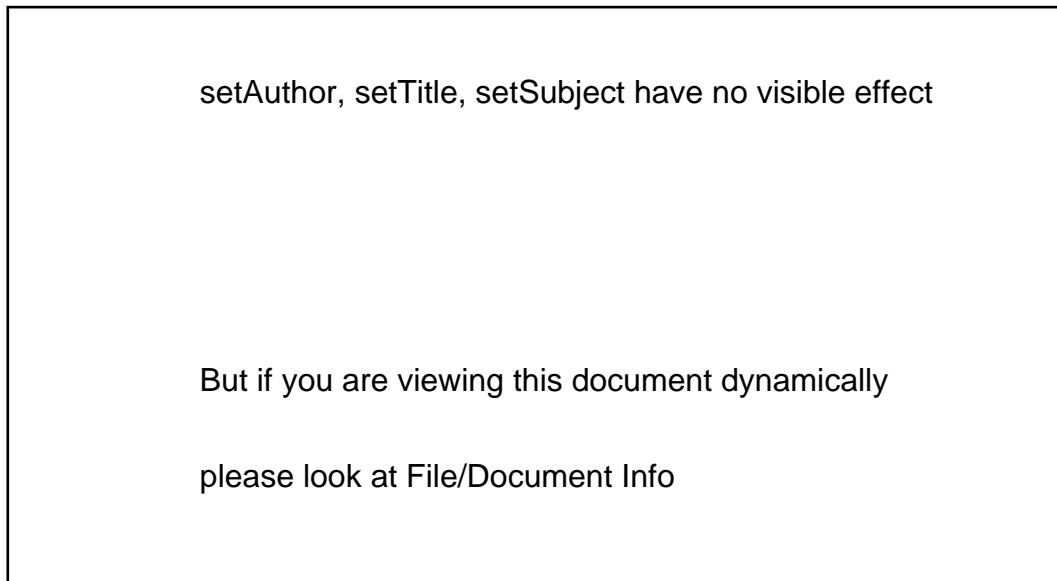 setAuthor, setTitle, setSubject have no visible effect
But if you are viewing this document dynamically
please look at File/Document Info